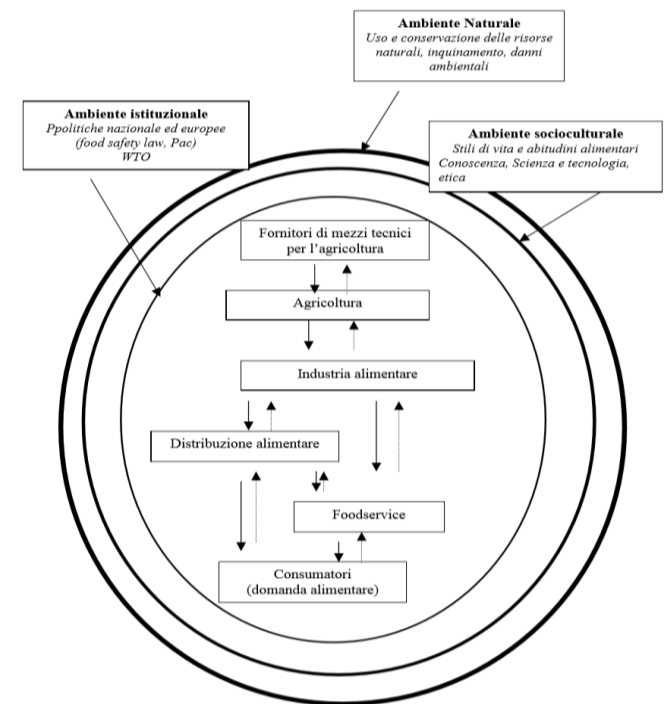 Ambiente Naturale
Uso e conservazione delle risorse
naturali, inquinamento, danni
ambientali
Ambiente istituzionale
Ppolitiche nazionale ed europee
(food safety law, Pac)
WTO
Ambiente socioculturale
Stili di vita e abitudini alimentari
Conoscenza, Scienza e tecnologia,
etica
Fornitori di mezzi tecnici
per l'agricoltura
Agricoltura
Industria alimentare
Distribuzione alimentare
Foodservice
Consumatori
(domanda alimentare)